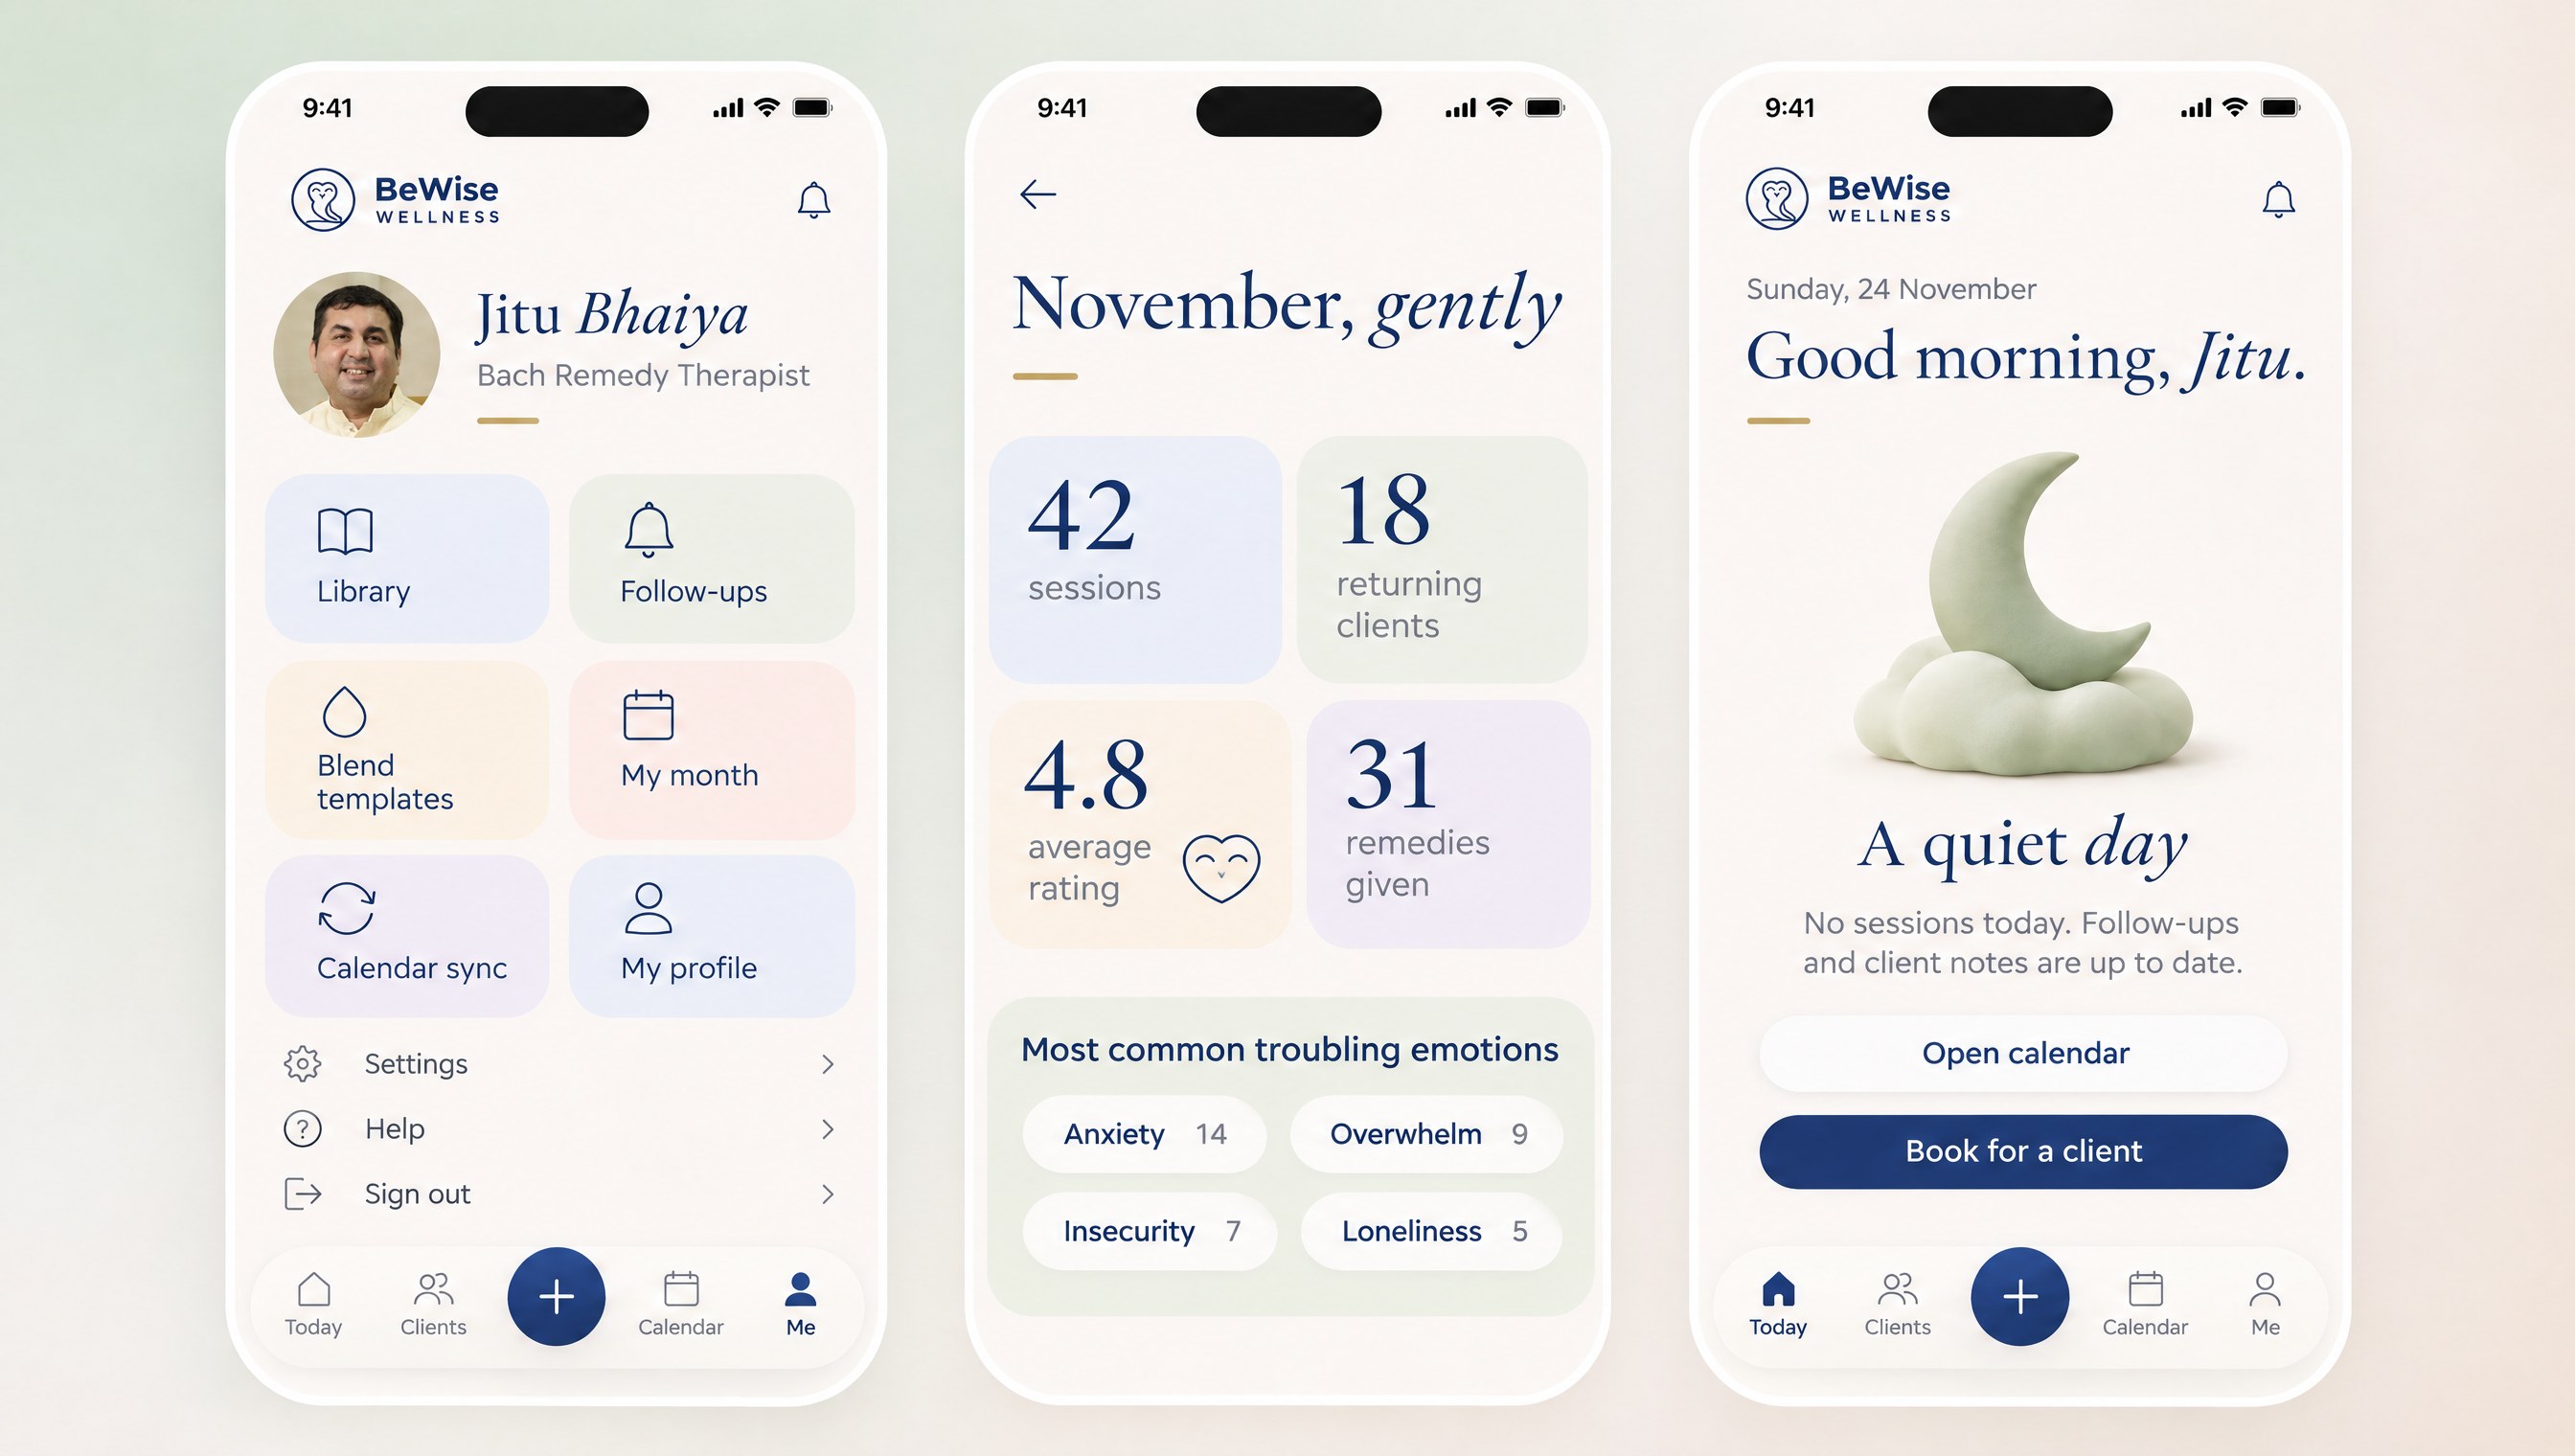 9:41
BeWise
WELLNESS
Jitu Bhaiya
Bach Remedy Therapist
Library
Follow-ups
Blend
templates
My month
Calendar sync
My profile
Settings
?
Help
Sign out
Today
Clients
Calendar
Me
9:41
November, gently
42
sessions
18
returning
clients
4.8
average
rating
31
remedies
given
Most common troubling emotions
Anxiety 14
Overwhelm 9
Insecurity 7
Loneliness 5
9:41
BeWise
WELLNESS
Sunday, 24 November
Good morning, Jitu.
A quiet day
No sessions today. Follow-ups
and client notes are up to date.
Open calendar
Book for a client
Today
Clients
Calendar
Me